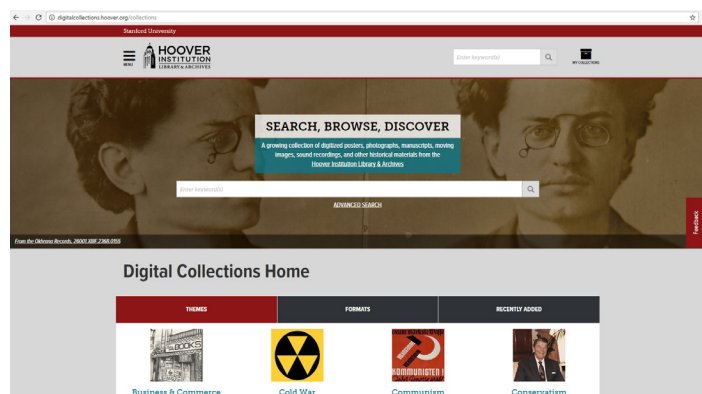 digitalcollections.hoover.org/collections
Stanford University
MENU
HOOVER
INSTITUTION
LIBRARY & ARCHIVES
Enter keyword(s)
MY COLLECTIONS
SEARCH, BROWSE, DISCOVER
A growing collection of digitized posters, photographs, manuscripts, moving
images, sound recordings, and other historical materials from the
Hoover Institution Library & Archives
Enter keyword(s)
ADVANCED SEARCH
Feedback
From the Okhrana Records, 26001 XIIIF.2368.0155
Digital Collections Home
THEMES
FORMATS
RECENTLY ADDED
BOOKS
KOMMUNISTEN
Business & Commerce
Cold War
Communism
Conservatism